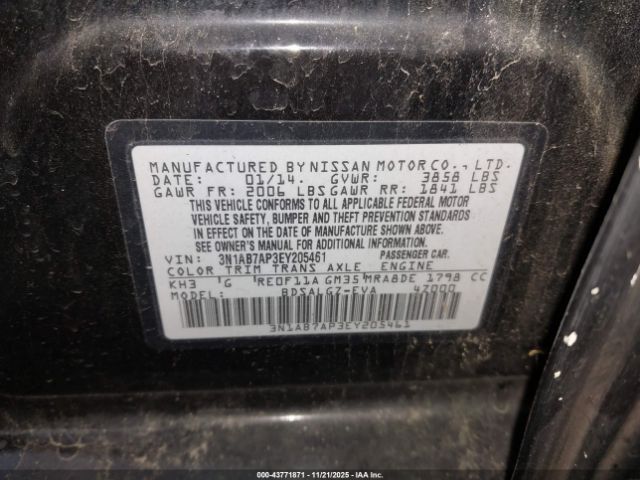 MANUFACTURED BY NISSAN MOTOR CO., LTD.
DATE: 01/14. GVWR: 3858 LBS
GAWR FR: 2006 LBS GAWR RR: 1841 LBS
THIS VEHICLE CONFORMS TO ALL APPLICABLE FEDERAL MOTOR
VEHICLE SAFETY, BUMPER AND THEFT PREVENTION STANDARDS
IN EFFECT ON THE DATE OF MANUFACTURE SHOWN ABOVE.
SEE OWNER'S MANUAL FOR ADDITIONAL INFORMATION.
VIN: 3N1AB7AP3EY205461 PASSENGER CAR.
COLOR TRIM TRANS AXLE ENGINE
KH3 G RE0F11A GM35 MRA8DE 1798 CC
MODEL: BDSALGZ-EVA 47000
3N1AB7AP3EY205461
000-43771871 - 11/21/2025 - IAA Inc.